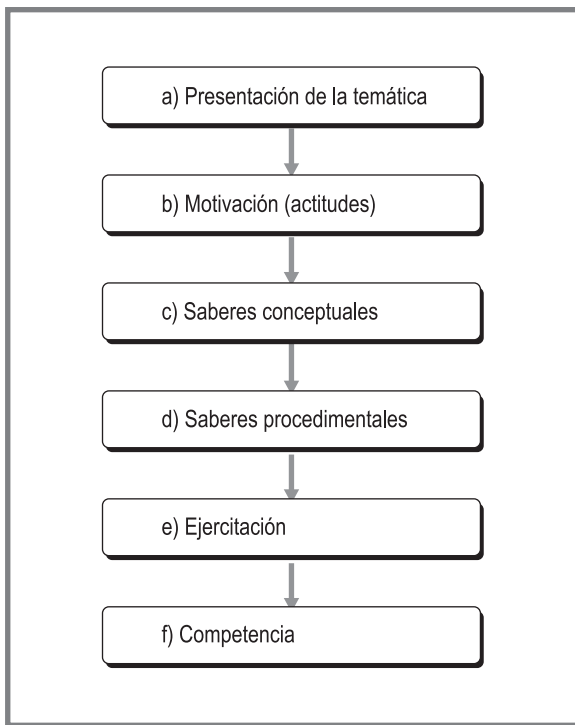 a) Presentación de la temática
b) Motivación (actitudes)
c) Saberes conceptuales
d) Saberes procedimentales
e) Ejercitación
f) Competencia